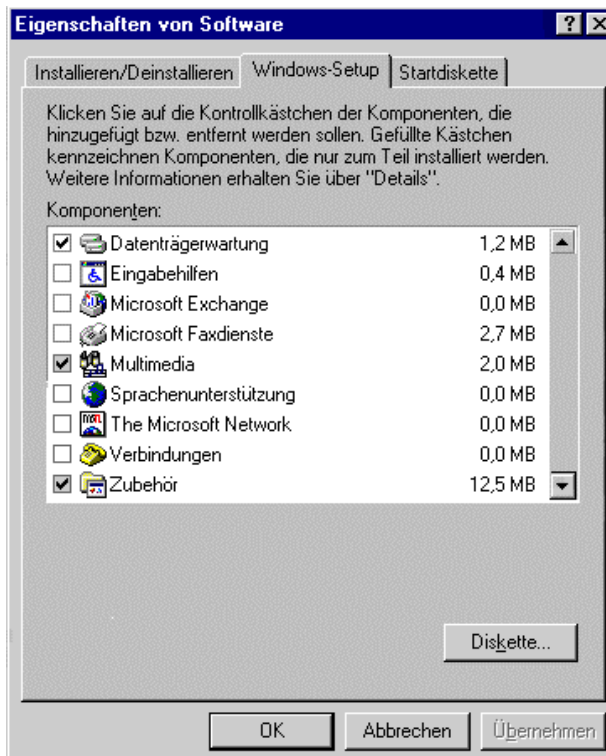 Eigenschaften von Software
Installieren/Deinstallieren Windows-Setup Startdiskette
Klicken Sie auf die Kontrollkästchen der Komponenten, die
hinzugefügt bzw. entfernt werden sollen. Gefüllte Kästchen
kennzeichnen Komponenten, die nur zum Teil installiert werden.
Weitere Informationen erhalten Sie über "Details".
Komponenten:
Datenträgerwartung 1,2 MB
Eingabehilfen 0,4 MB
Microsoft Exchange 0,0 MB
Microsoft Faxdienste 2,7 MB
Multimedia 2,0 MB
Sprachenunterstützung 0,0 MB
The Microsoft Network 0,0 MB
Verbindungen 0,0 MB
Zubehör 12,5 MB
Diskette...
OK Abbrechen Übernehmen